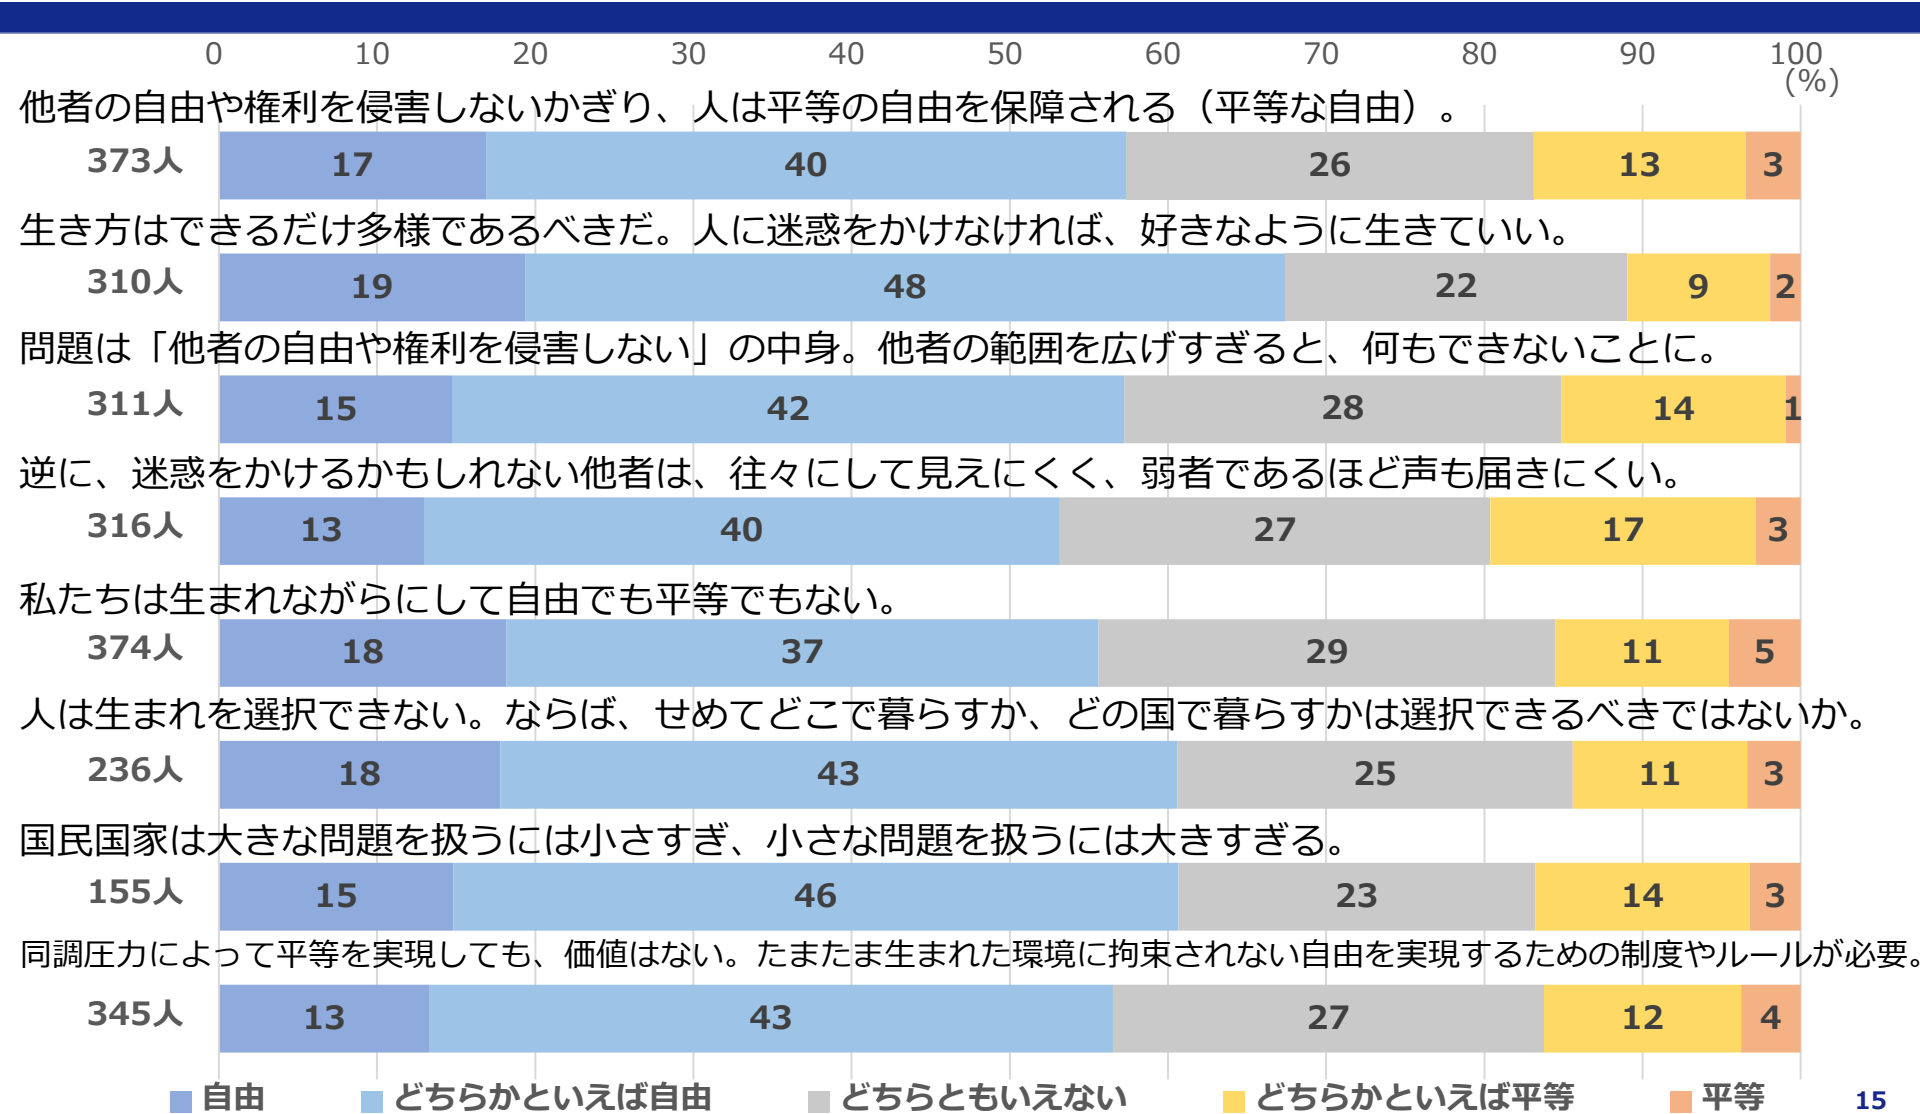 0 10 20 30 40 50 60 70 80 90 100
(%)
他者の自由や権利を侵害しないかぎり、人は平等の自由を保障される（平等な自由）。
373人 17 40 26 13 3
生き方はできるだけ多様であるべきだ。人に迷惑をかけなければ、好きなように生きていい。
310人 19 48 22 9 2
問題は「他者の自由や権利を侵害しない」の中身。他者の範囲を広げすぎると、何もできないことに。
311人 15 42 28 14 1
逆に、迷惑をかけるかもしれない他者は、往々にして見えにくく、弱者であるほど声も届きにくい。
316人 13 40 27 17 3
私たちは生まれながらにして自由でも平等でもない。
374人 18 37 29 11 5
人は生まれを選択できない。ならば、せめてどこで暮らすか、どの国で暮らすかは選択できるべきではないか。
236人 18 43 25 11 3
国民国家は大きな問題を扱うには小さすぎ、小さな問題を扱うには大きすぎる。
155人 15 46 23 14 3
同調圧力によって平等を実現しても、価値はない。たまたま生まれた環境に拘束されない自由を実現するための制度やルールが必要。
345人 13 43 27 12 4
自由 どちらかといえば自由 どちらともいえない どちらかといえば平等 平等 15